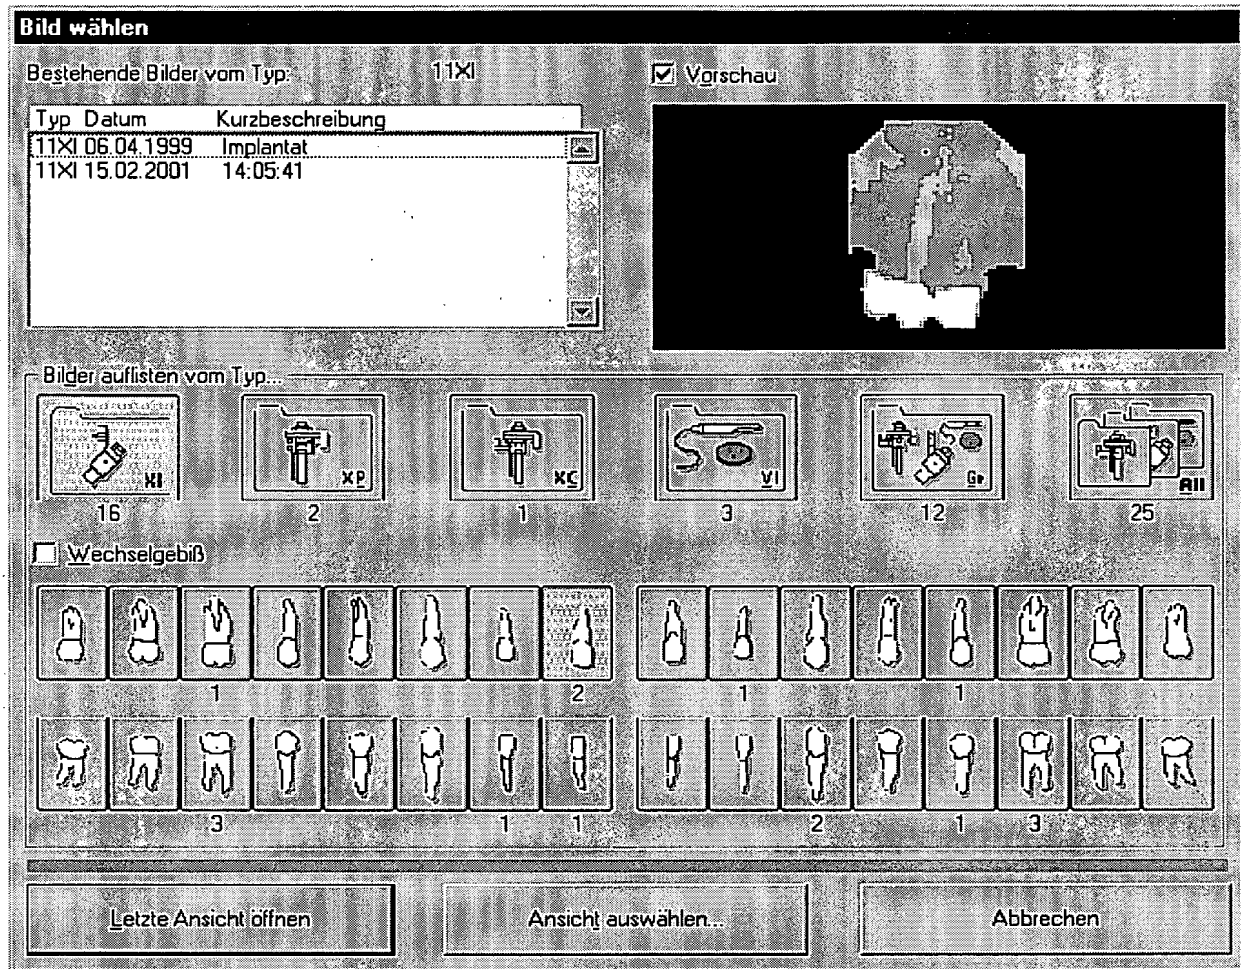 Bild wählen
Bestehende Bilder vom Typ: 11XI
Vorschau
Typ Datum Kurzbeschreibung
11XI 06.04.1999 Implantat
11XI 15.02.2001 14:05:41
Bilder auflisten vom Typ...
XI XP XC VI Gr All
16 2 1 3 12 25
Wechselgebiß
1 2 1 1
3 1 1 2 1 3
Letzte Ansicht öffnen Ansicht auswählen... Abbrechen